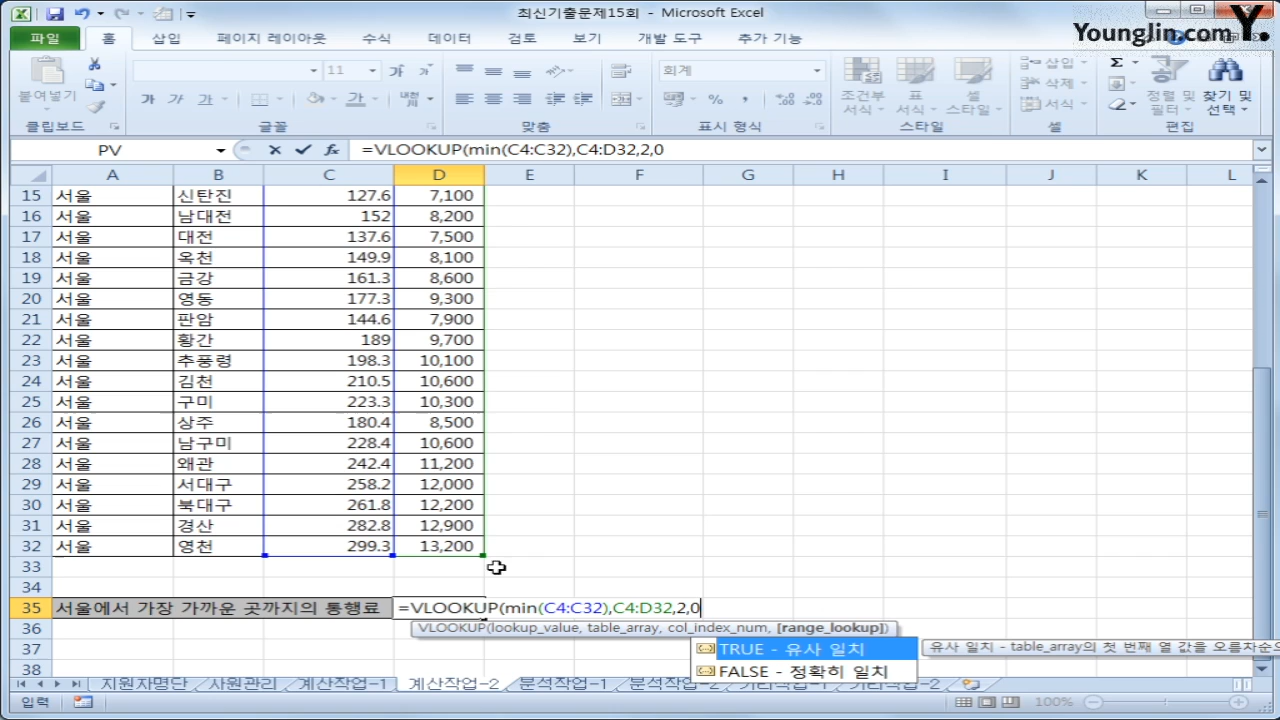 최신기출문제15회 - Microsoft Excel
YoungJin.com Y.
파일 홈 삽입 페이지 레이아웃 수식 데이터 검토 보기 개발 도구 추가 기능
붙여넣기 가 가 가 가 가 내천 11 회계 % , 조건부 서식 표 서식 셀 스타일 삽입 삭제 서식 Σ 정렬 및 필터 찾기 및 선택
클립보드 글꼴 맞춤 표시 형식 스타일 셀 편집
PV =VLOOKUP(min(C4:C32),C4:D32,2,0
A B C D E F G H I J K L
15 서울 신탄진 127.6 7,100
16 서울 남대전 152 8,200
17 서울 대전 137.6 7,500
18 서울 옥천 149.9 8,100
19 서울 금강 161.3 8,600
20 서울 영동 177.3 9,300
21 서울 판암 144.6 7,900
22 서울 황간 189 9,700
23 서울 추풍령 198.3 10,100
24 서울 김천 210.5 10,600
25 서울 구미 223.3 10,300
26 서울 상주 180.4 8,500
27 서울 남구미 228.4 10,600
28 서울 왜관 242.4 11,200
29 서울 서대구 258.2 12,000
30 서울 북대구 261.8 12,200
31 서울 경산 282.8 12,900
32 서울 영천 299.3 13,200
33
34
35 서울에서 가장 가까운 곳까지의 통행료 =VLOOKUP(min(C4:C32),C4:D32,2,0
36 VLOOKUP(lookup_value, table_array, col_index_num, [range_lookup])
37 TRUE - 유사 일치 유사 일치 - table_array의 첫 번째 열 값을 오름차순으
38 FALSE - 정확히 일치
지원자명단 사원관리 계산작업-1 계산작업-2 분석작업-1 분석작업-2 기타작업-1 기타작업-2
입력 100%